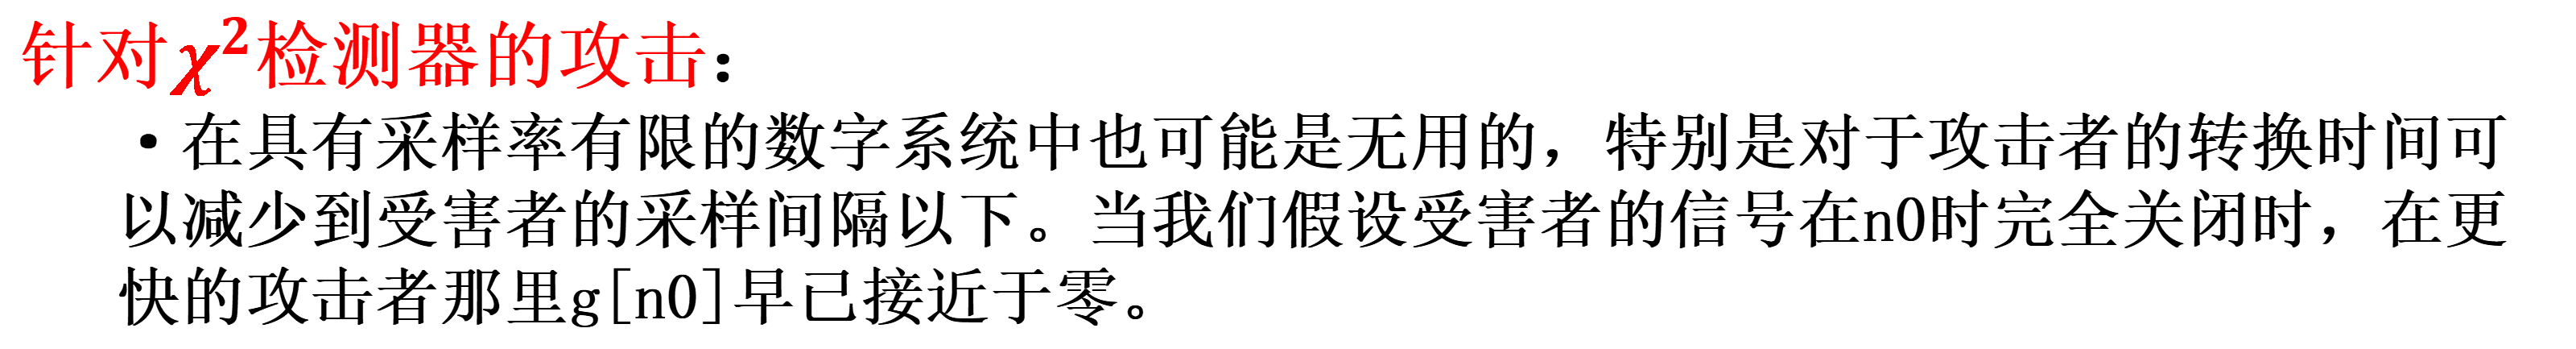 针对χ²检测器的攻击：
• 在具有采样率有限的数字系统中也可能是无用的，特别是对于攻击者的转换时间可
以减少到受害者的采样间隔以下。当我们假设受害者的信号在n0时完全关闭时，在更
快的攻击者那里g[n0]早已接近于零。